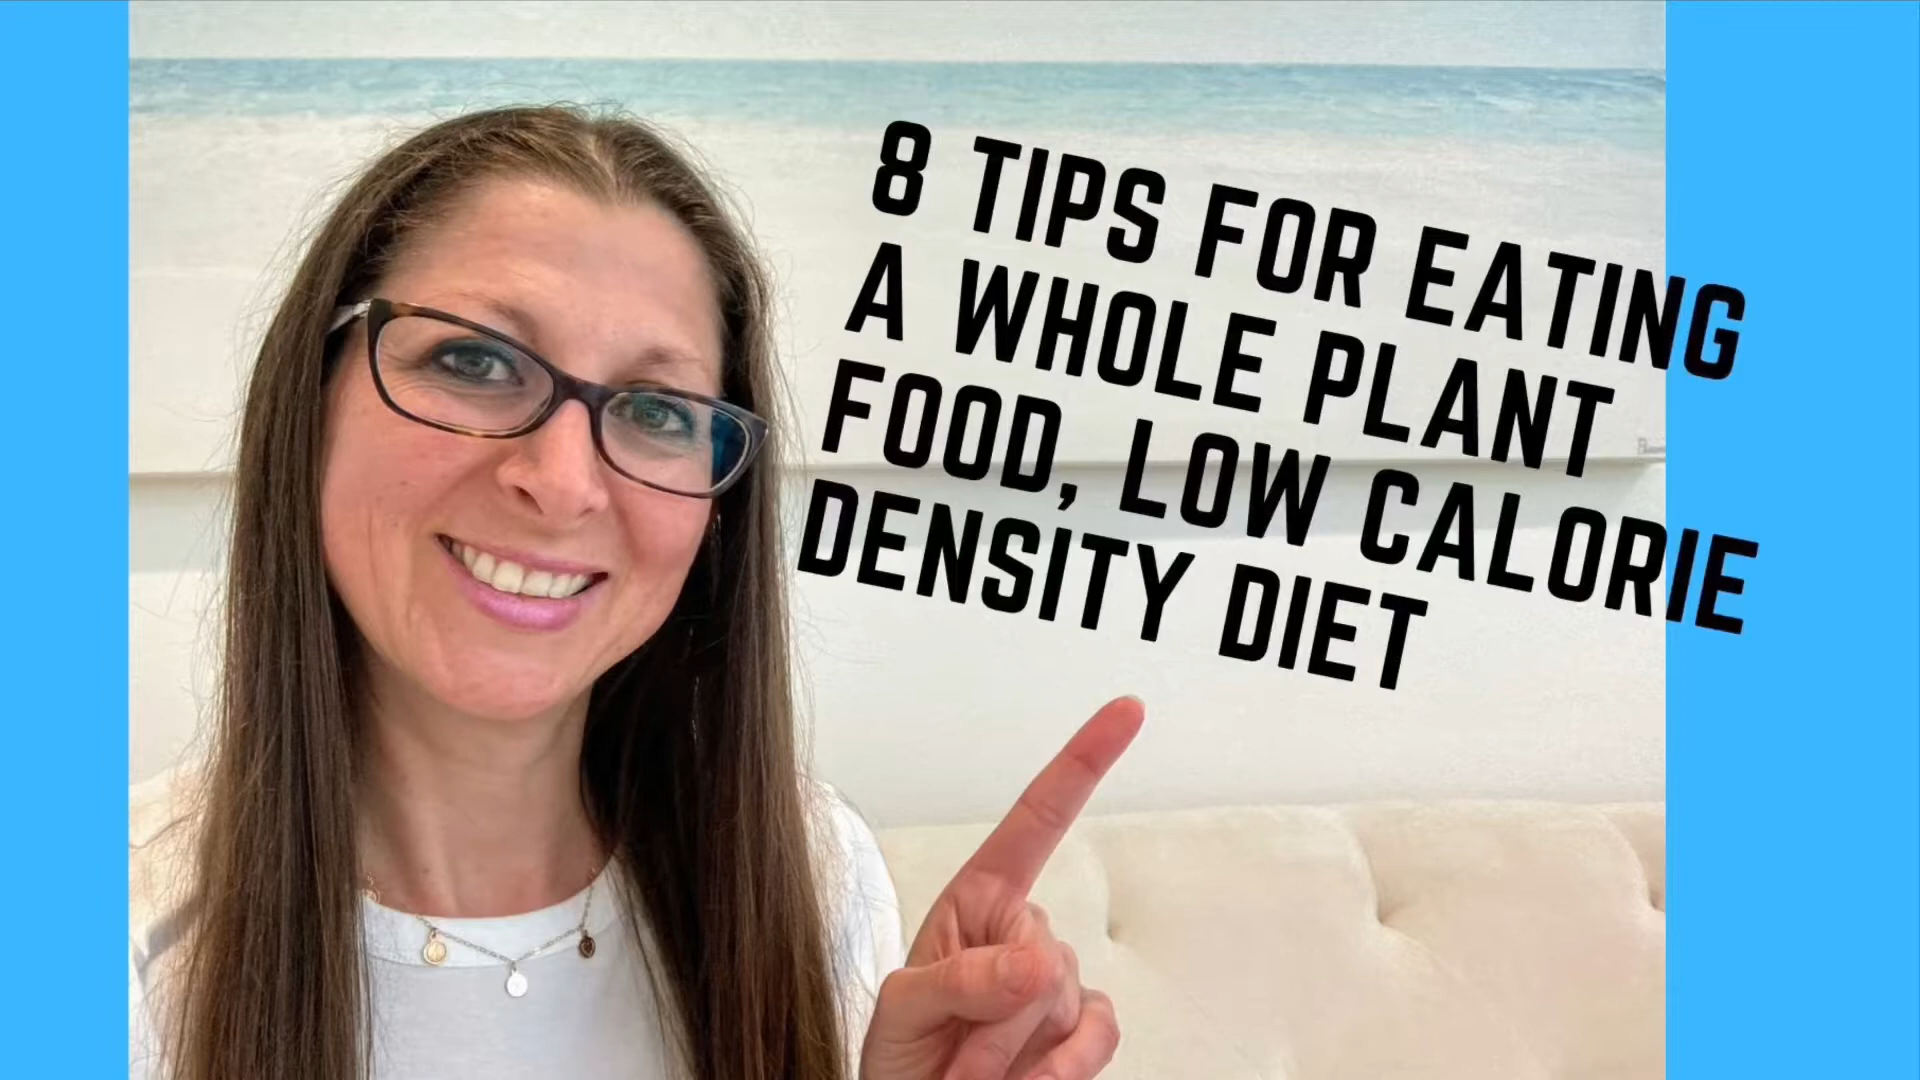 8 TIPS FOR EATING
A WHOLE PLANT
FOOD, LOW CALORIE
DENSITY DIET